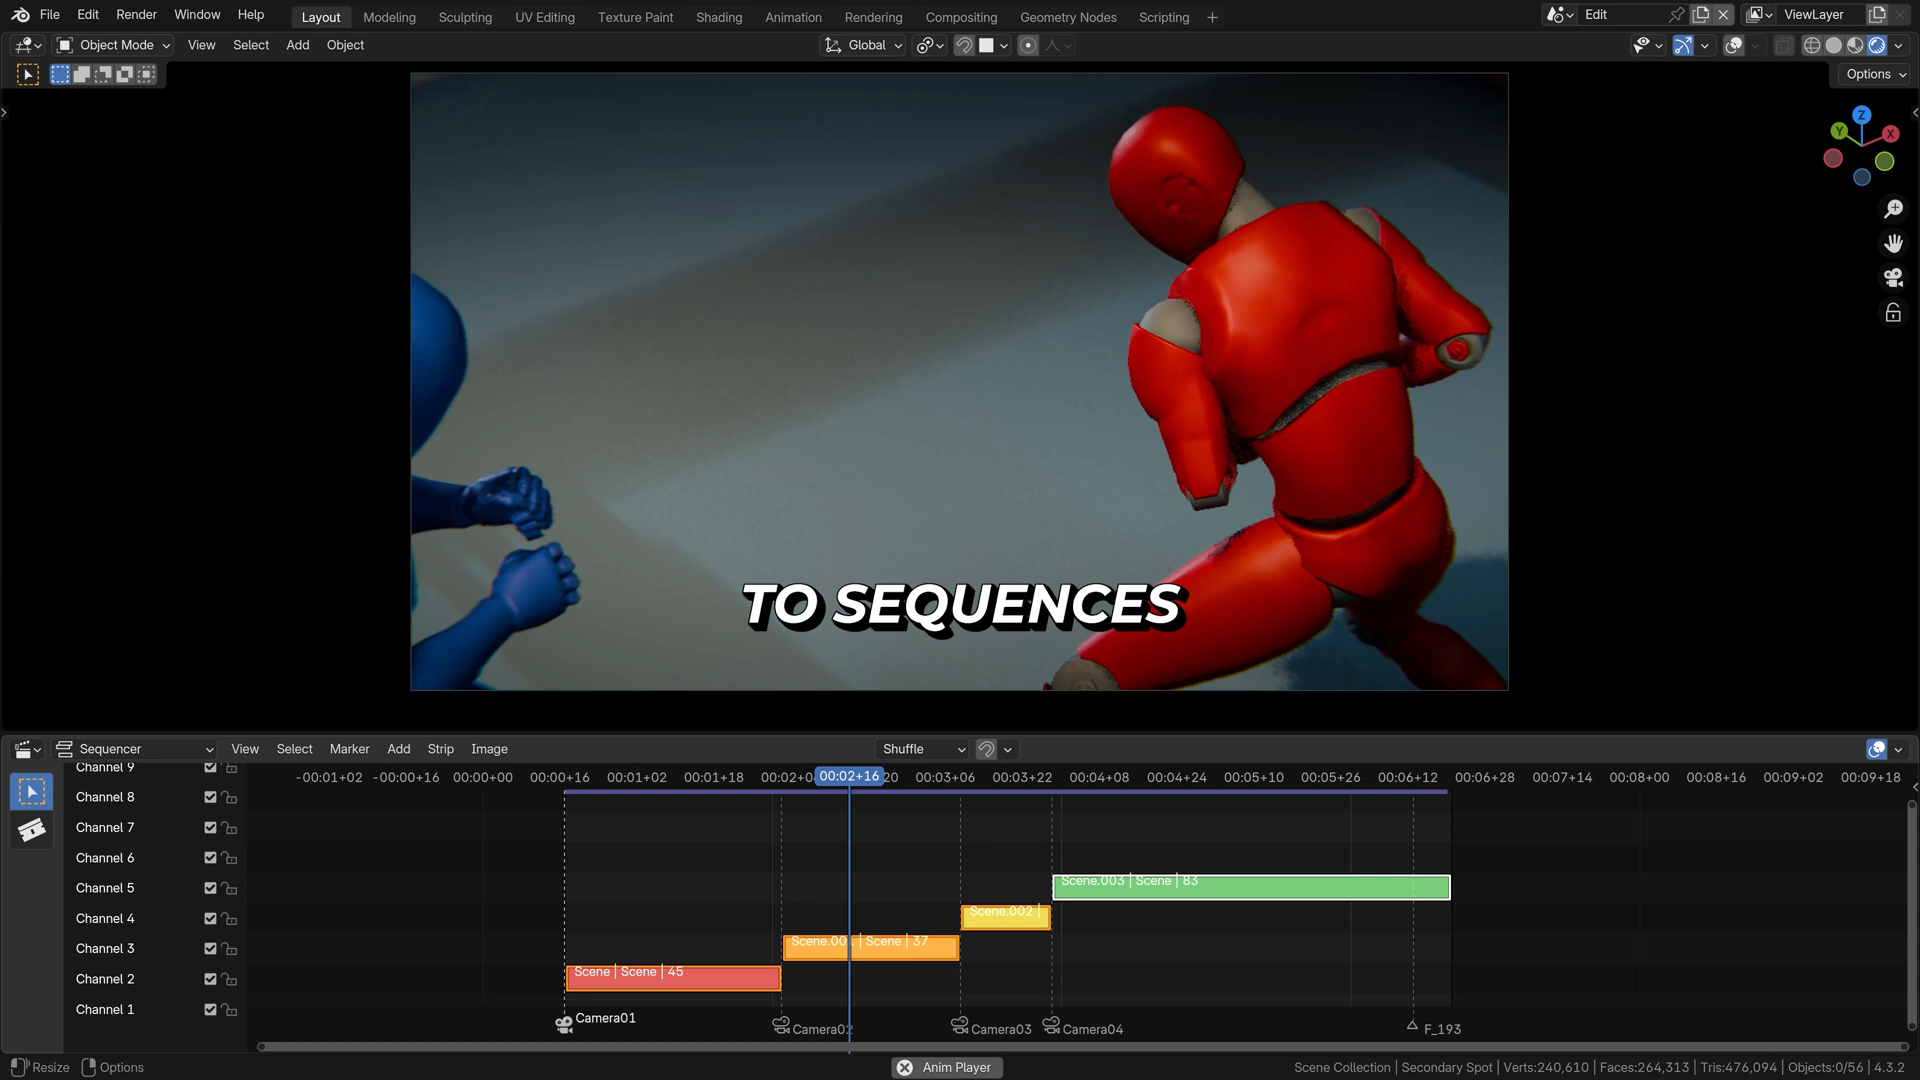 File Edit Render Window Help Layout Modeling Sculpting UV Editing Texture Paint Shading Animation Rendering Compositing Geometry Nodes Scripting Edit ViewLayer
Object Mode View Select Add Object Global
Options
Z
Y X
TO SEQUENCES
Sequencer View Select Marker Add Strip Image Shuffle
-00:01+02 -00:00+16 00:00+00 00:00+16 00:01+02 00:01+18 00:02+16 00:03+06 00:03+22 00:04+08 00:04+24 00:05+10 00:05+26 00:06+12 00:06+28 00:07+14 00:08+00 00:08+16 00:09+02 00:09+18
Channel 9
Channel 8
Channel 7
Channel 6
Channel 5
Scene.003 | Scene | 83
Channel 4
Scene.002 |
Channel 3
Scene.001 | Scene | 37
Channel 2
Scene | Scene | 45
Channel 1
Camera01
Camera02 Camera03 Camera04 F_193
Resize Options Anim Player Scene Collection | Secondary Spot | Verts:240,610 | Faces:264,313 | Tris:476,094 | Objects:0/56 | 4.3.2